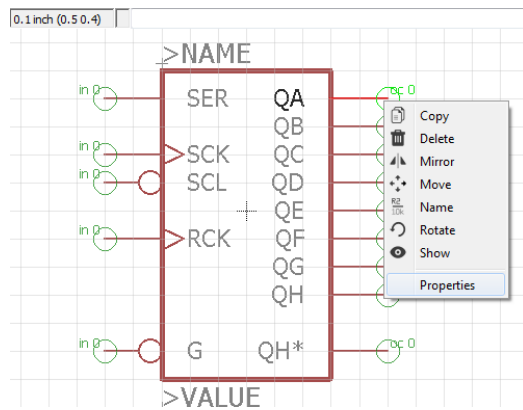 0.1 inch (0.5 0.4)
>NAME
in 0 SER QA oc 0
QB
in 0 SCK QC
in 0 SCL QD
QE
in 0 RCK QF
QG
QH
in 0 G QH* oc 0
>VALUE
Copy
Delete
Mirror
Move
R2
10k
Name
Rotate
Show
Properties